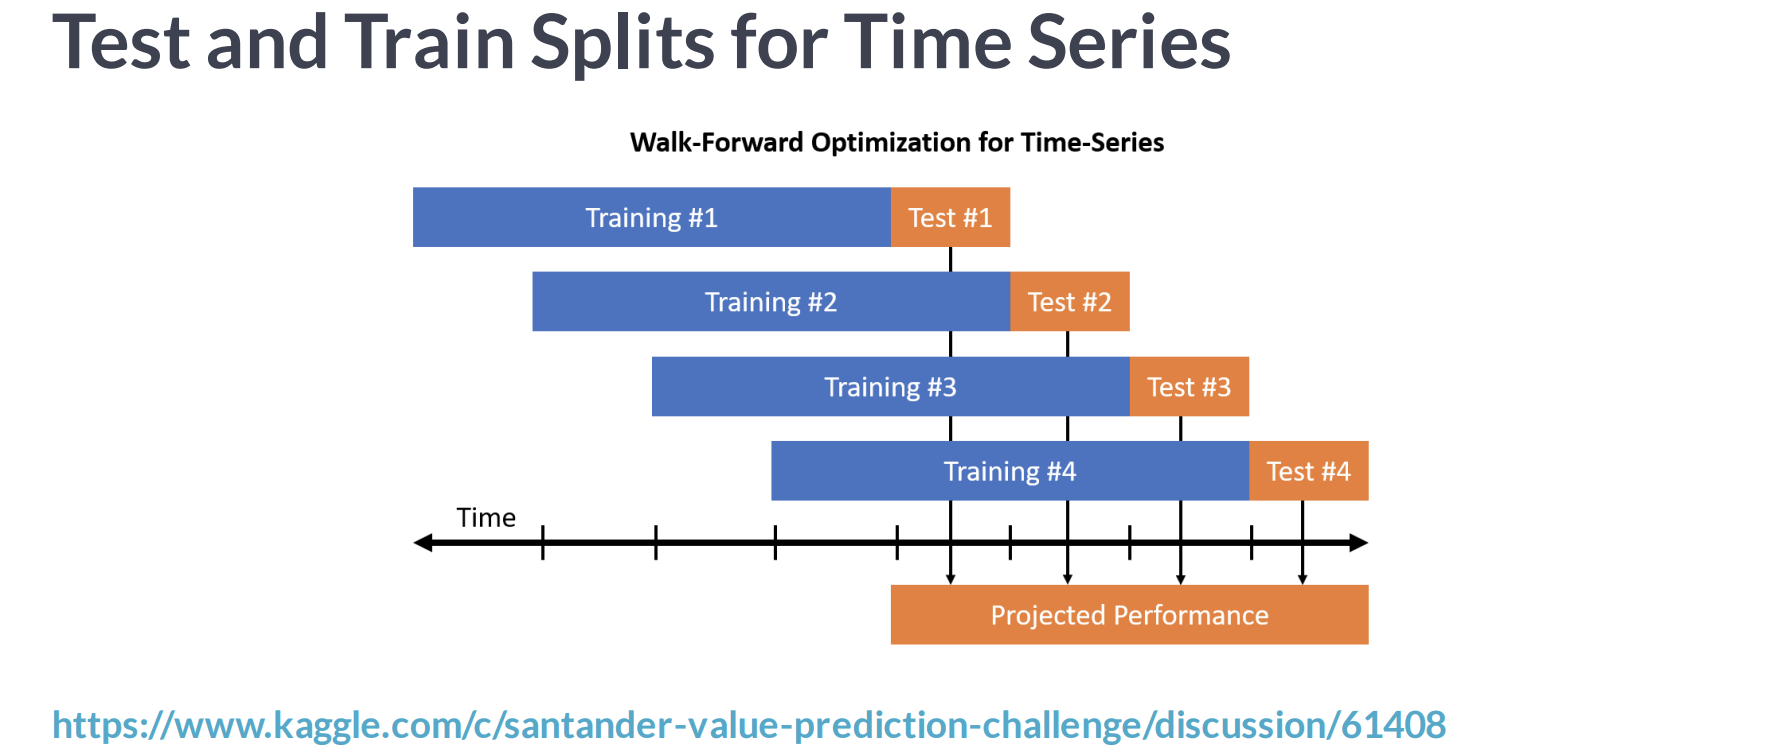 Test and Train Splits for Time Series
Walk-Forward Optimization for Time-Series
Training #1
Test #1
Training #2
Test #2
Training #3
Test #3
Training #4
Test #4
Time
Projected Performance
https://www.kaggle.com/c/santander-value-prediction-challenge/discussion/61408